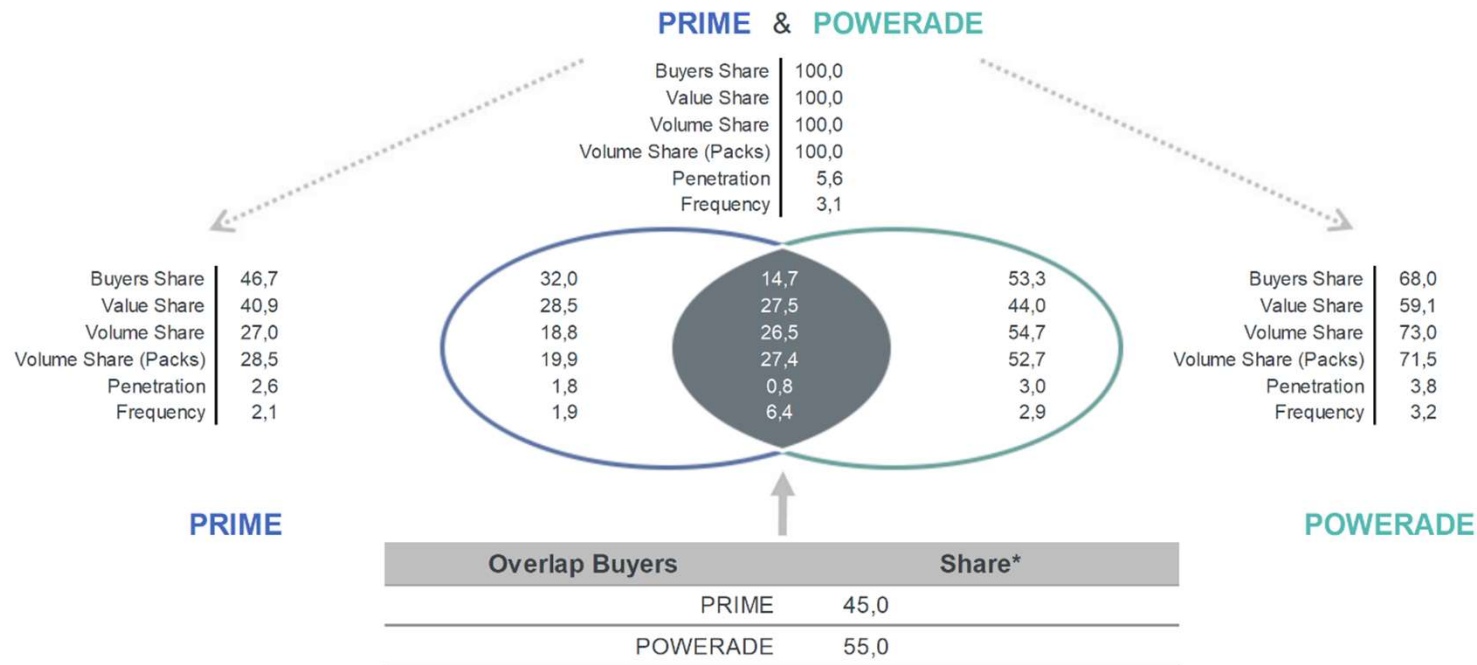 PRIME & POWERADE
Buyers Share 100,0
Value Share 100,0
Volume Share 100,0
Volume Share (Packs) 100,0
Penetration 5,6
Frequency 3,1
Buyers Share 46,7
Value Share 40,9
Volume Share 27,0
Volume Share (Packs) 28,5
Penetration 2,6
Frequency 2,1
32,0 14,7 53,3
28,5 27,5 44,0
18,8 26,5 54,7
19,9 27,4 52,7
1,8 0,8 3,0
1,9 6,4 2,9
Buyers Share 68,0
Value Share 59,1
Volume Share 73,0
Volume Share (Packs) 71,5
Penetration 3,8
Frequency 3,2
PRIME
POWERADE
Overlap Buyers Share*
PRIME 45,0
POWERADE 55,0